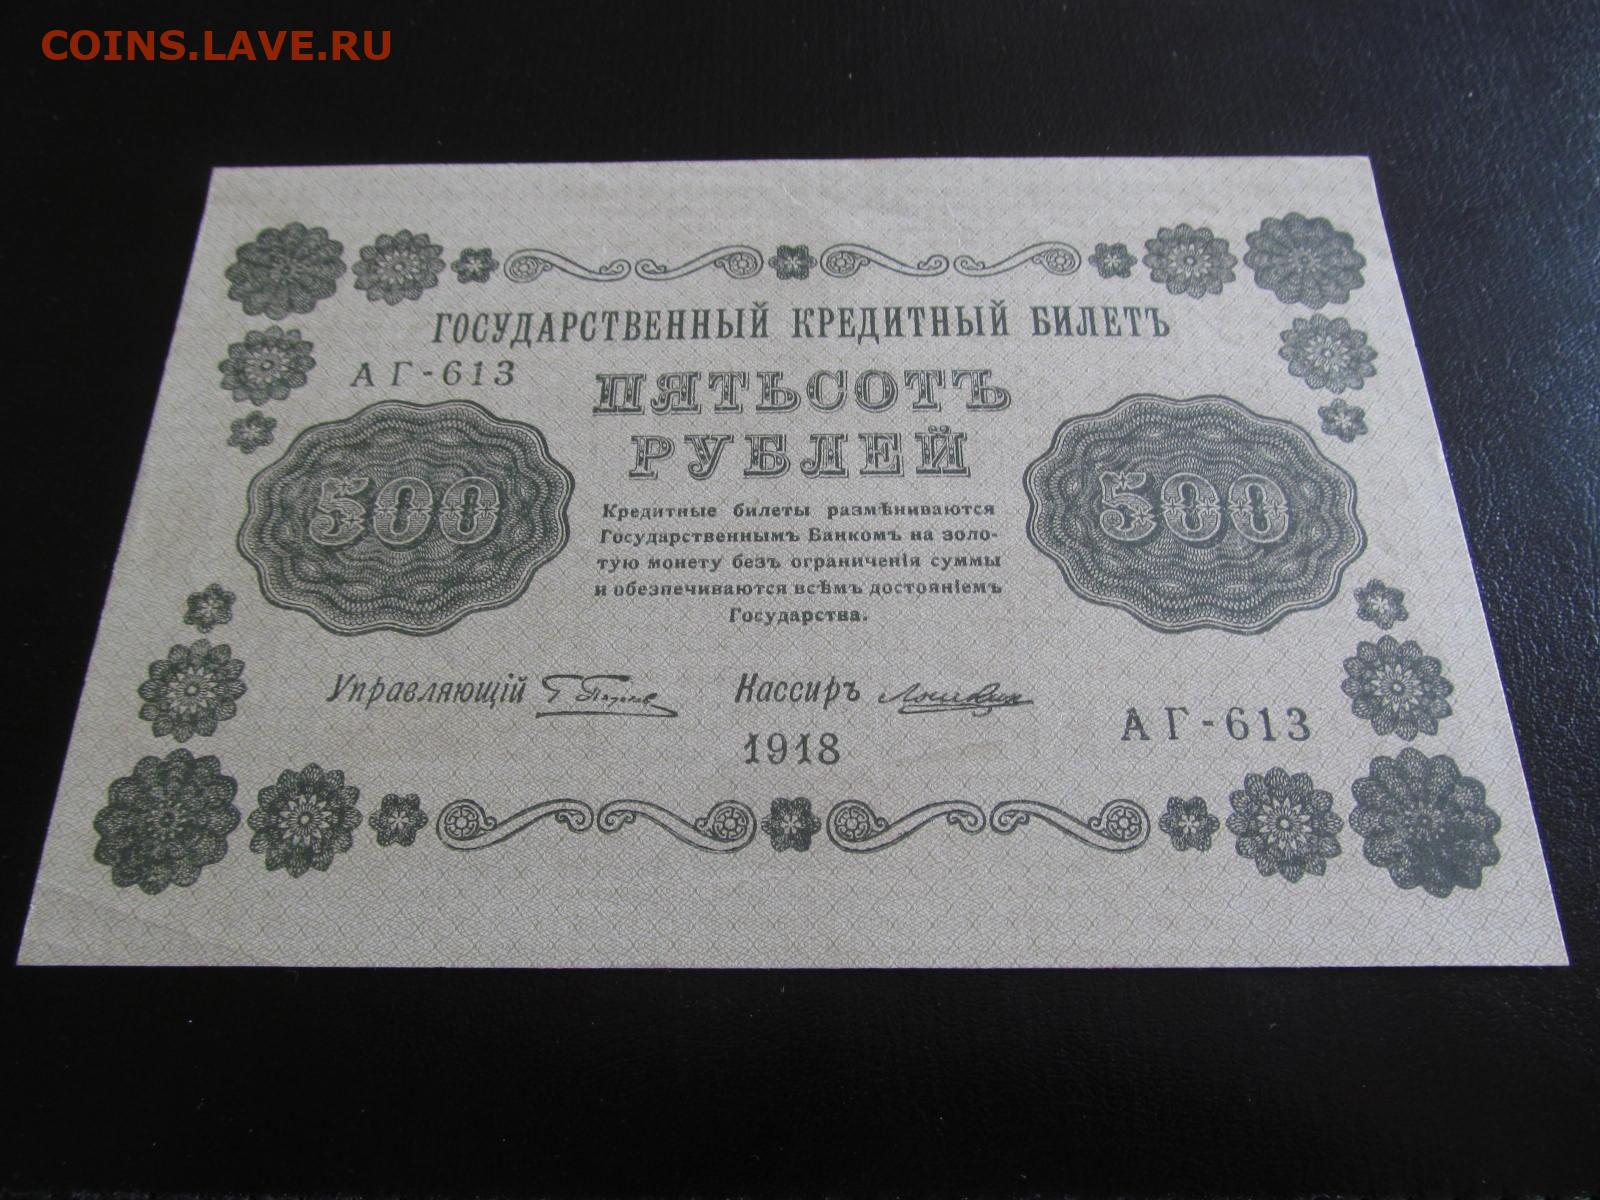 COINS.LAVE.RU
ГОСУДАРСТВЕННЫЙ КРЕДИТНЫЙ БИЛЕТЪ
АГ-613
ПЯТЬСОТЪ
РУБЛЕЙ
500
500
Кредитные билеты размѣниваются
Государственнымъ Банкомъ на золо-
тую монету безъ ограниченія суммы
и обезпечиваются всѣмъ достояніемъ
Государства.
Управляющій
Кассиръ
1918
АГ-613